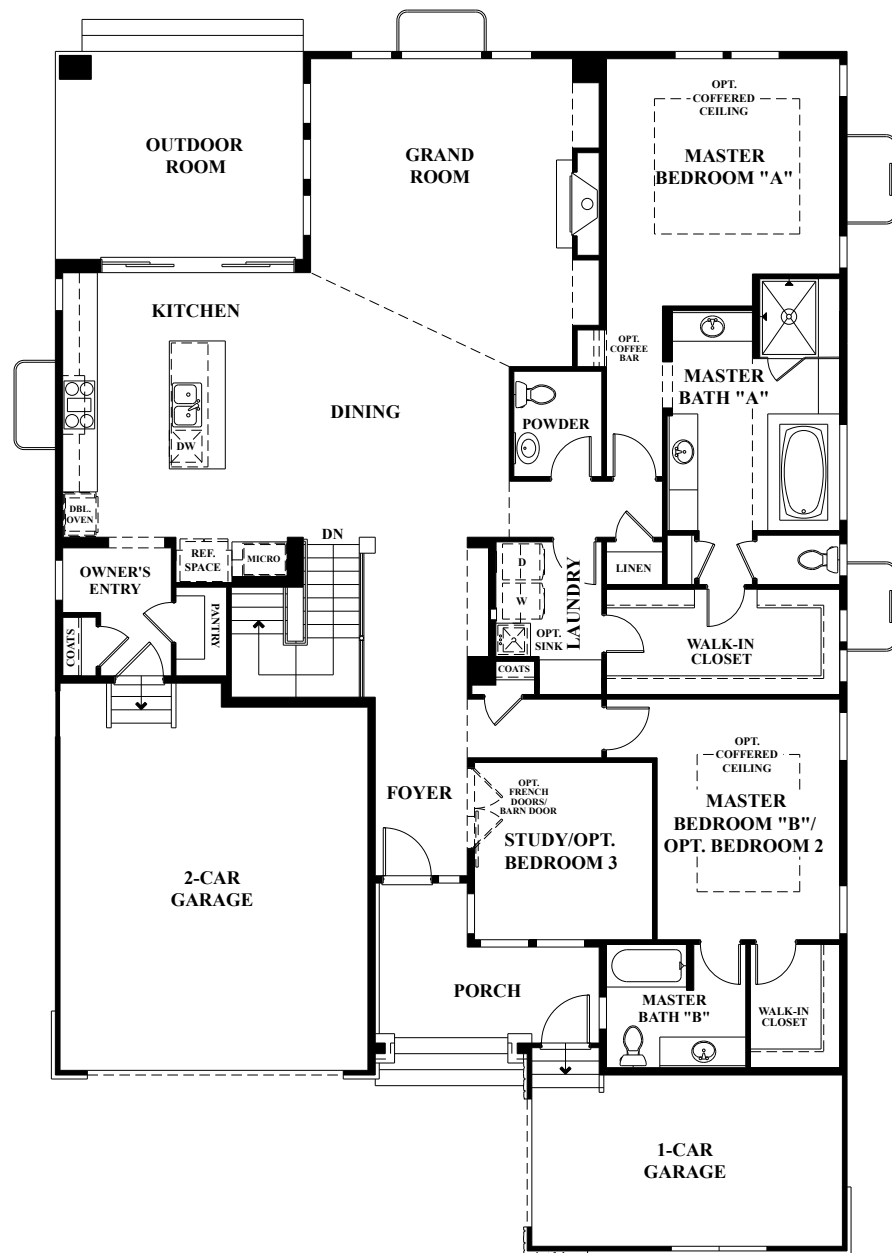 OUTDOOR
ROOM
GRAND
ROOM
OPT.
COFFERED
CEILING
MASTER
BEDROOM "A"
KITCHEN
OPT.
COFFEE
BAR
MASTER
BATH "A"
DINING
POWDER
DW
DBL.
OVEN
DN
REF.
SPACE
MICRO
OWNER'S
ENTRY
D
W
LAUNDRY
LINEN
COATS
PANTRY
OPT.
SINK
WALK-IN
CLOSET
COATS
OPT.
COFFERED
CEILING
FOYER
OPT.
FRENCH
DOORS/
BARN DOOR
MASTER
BEDROOM "B"/
OPT. BEDROOM 2
STUDY/OPT.
BEDROOM 3
2-CAR
GARAGE
PORCH
MASTER
BATH "B"
WALK-IN
CLOSET
1-CAR
GARAGE